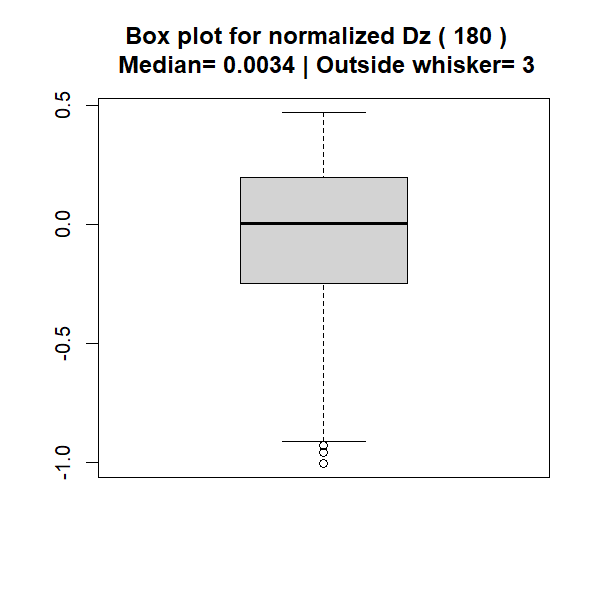 Box plot for normalized Dz ( 180 )
Median= 0.0034 | Outside whisker= 3
0.5
0.0
-0.5
-1.0